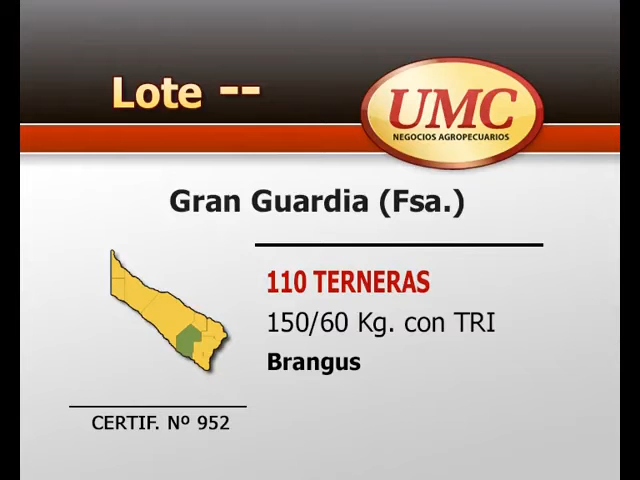 Lote --
UMC
NEGOCIOS AGROPECUARIOS
Gran Guardia (Fsa.)
110 TERNERAS
150/60 Kg. con TRI
Brangus
CERTIF. Nº 952